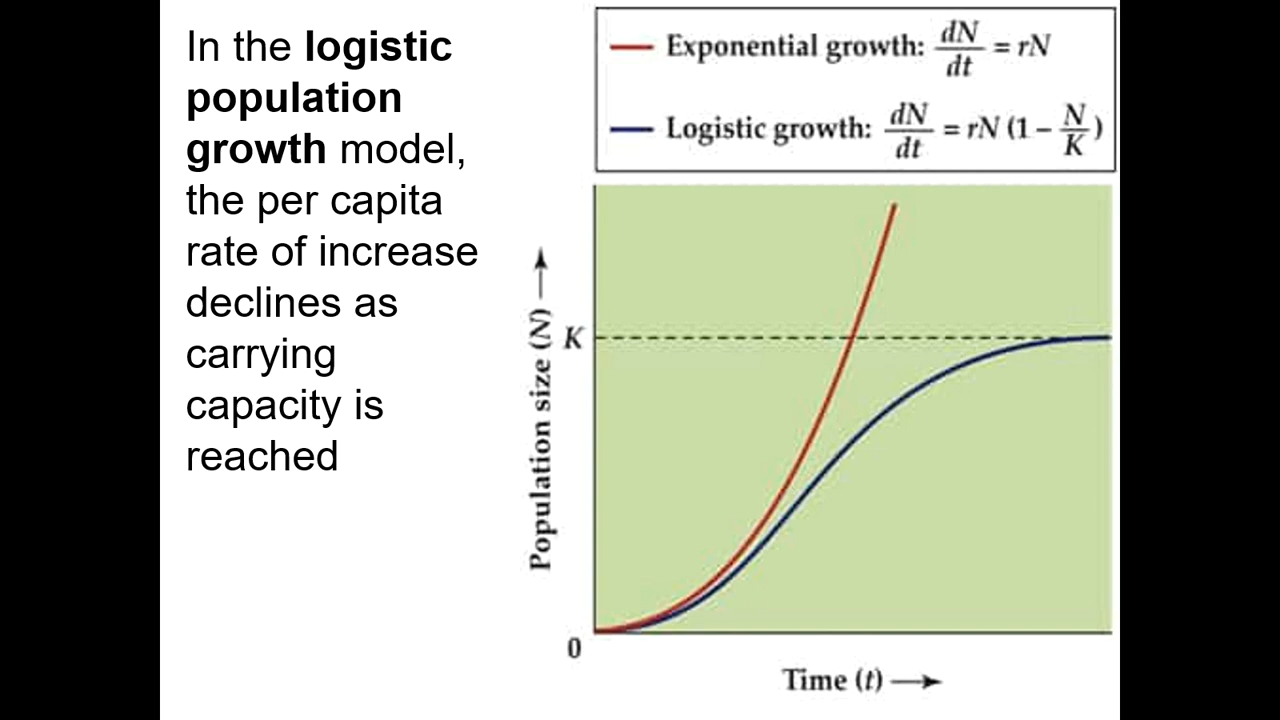 In the logistic
population
growth model,
the per capita
rate of increase
declines as
carrying
capacity is
reached
Exponential growth: dN/dt = rN
Logistic growth: dN/dt = rN (1 − N/K)
Population size (N) →
K
0
Time (t) →